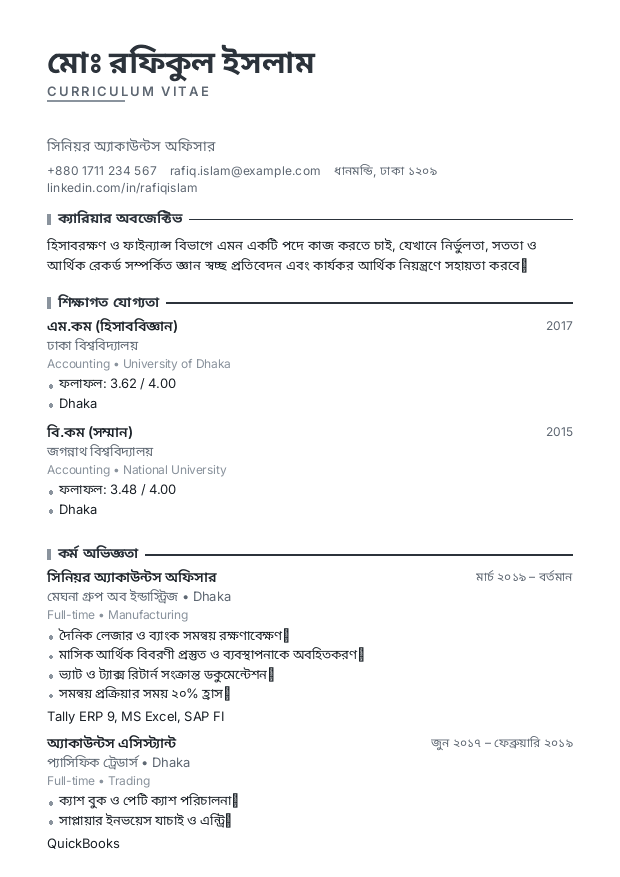 মোঃ রফিকুল ইসলাম
CURRICULUM VITAE
সিনিয়র অ্যাকাউন্টস অফিসার
+880 1711 234 567 rafiq.islam@example.com ধানমন্ডি, ঢাকা ১২০৯
linkedin.com/in/rafiqislam
ক্যারিয়ার অবজেক্টিভ
হিসাবরক্ষণ ও ফাইন্যান্স বিভাগে এমন একটি পদে কাজ করতে চাই, যেখানে নির্ভুলতা, সততা ও
আর্থিক রেকর্ড সম্পর্কিত জ্ঞান স্বচ্ছ প্রতিবেদন এবং কার্যকর আর্থিক নিয়ন্ত্রণে সহায়তা করবে
শিক্ষাগত যোগ্যতা
এম.কম (হিসাববিজ্ঞান) 2017
ঢাকা বিশ্ববিদ্যালয়
Accounting • University of Dhaka
• ফলাফল: 3.62 / 4.00
• Dhaka
বি.কম (সম্মান) 2015
জগন্নাথ বিশ্ববিদ্যালয়
Accounting • National University
• ফলাফল: 3.48 / 4.00
• Dhaka
কর্ম অভিজ্ঞতা
সিনিয়র অ্যাকাউন্টস অফিসার মার্চ ২০১৯ – বর্তমান
মেঘনা গ্রুপ অব ইন্ডাস্ট্রিজ • Dhaka
Full-time • Manufacturing
• দৈনিক লেজার ও ব্যাংক সমন্বয় রক্ষণাবেক্ষণ
• মাসিক আর্থিক বিবরণী প্রস্তুত ও ব্যবস্থাপনাকে অবহিতকরণ
• ভ্যাট ও ট্যাক্স রিটার্ন সংক্রান্ত ডকুমেন্টেশন
• সমন্বয় প্রক্রিয়ার সময় ২০% হ্রাস
Tally ERP 9, MS Excel, SAP FI
অ্যাকাউন্টস এসিস্ট্যান্ট জুন ২০১৭ – ফেব্রুয়ারি ২০১৯
প্যাসিফিক ট্রেডার্স • Dhaka
Full-time • Trading
• ক্যাশ বুক ও পেটি ক্যাশ পরিচালনা
• সাপ্লায়ার ইনভয়েস যাচাই ও এন্ট্রি
QuickBooks